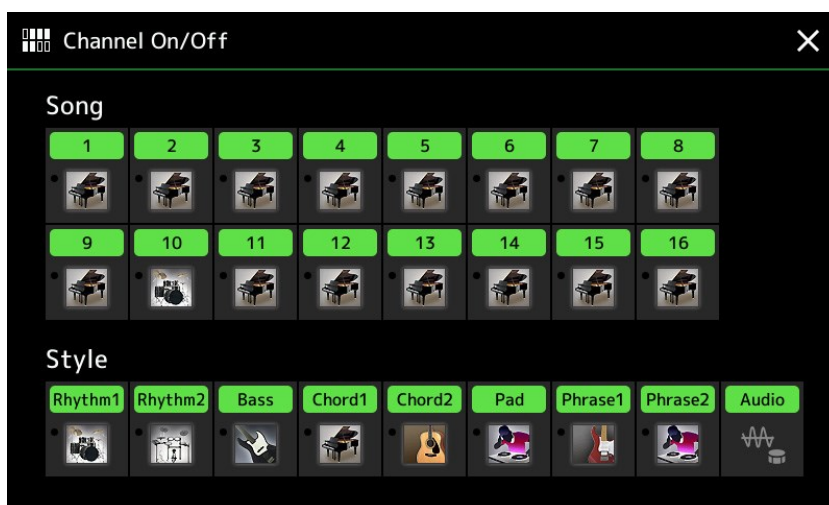 Channel On/Off
Song
1 2 3 4 5 6 7 8
9 10 11 12 13 14 15 16
Style
Rhythm1 Rhythm2 Bass Chord1 Chord2 Pad Phrase1 Phrase2 Audio